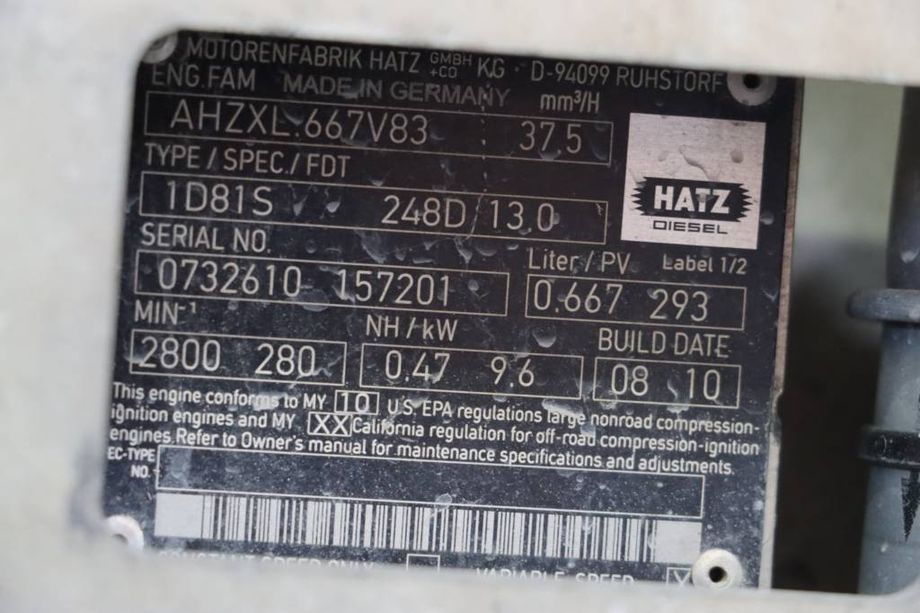 MOTORENFABRIK HATZ GMBH +CO KG · D-94099 RUHSTORF
ENG.FAM MADE IN GERMANY mm³/H
AHZXL.667V83 37.5
TYPE / SPEC./ FDT
1D81S 248D 13.0
HATZ
DIESEL
SERIAL NO. Liter / PV Label 1/2
0732610 157201 0.667 293
MIN-¹ NH / kW BUILD DATE
2800 280 0.47 9.6 08 10
This engine conforms to MY 10 U.S. EPA regulations large nonroad compression-
ignition engines and MY XX California regulation for off-road compression-ignition
engines. Refer to Owner's manual for maintenance specifications and adjustments.
EC-TYPE
NO.
SPEED ONLY VARIABLE SPEED X